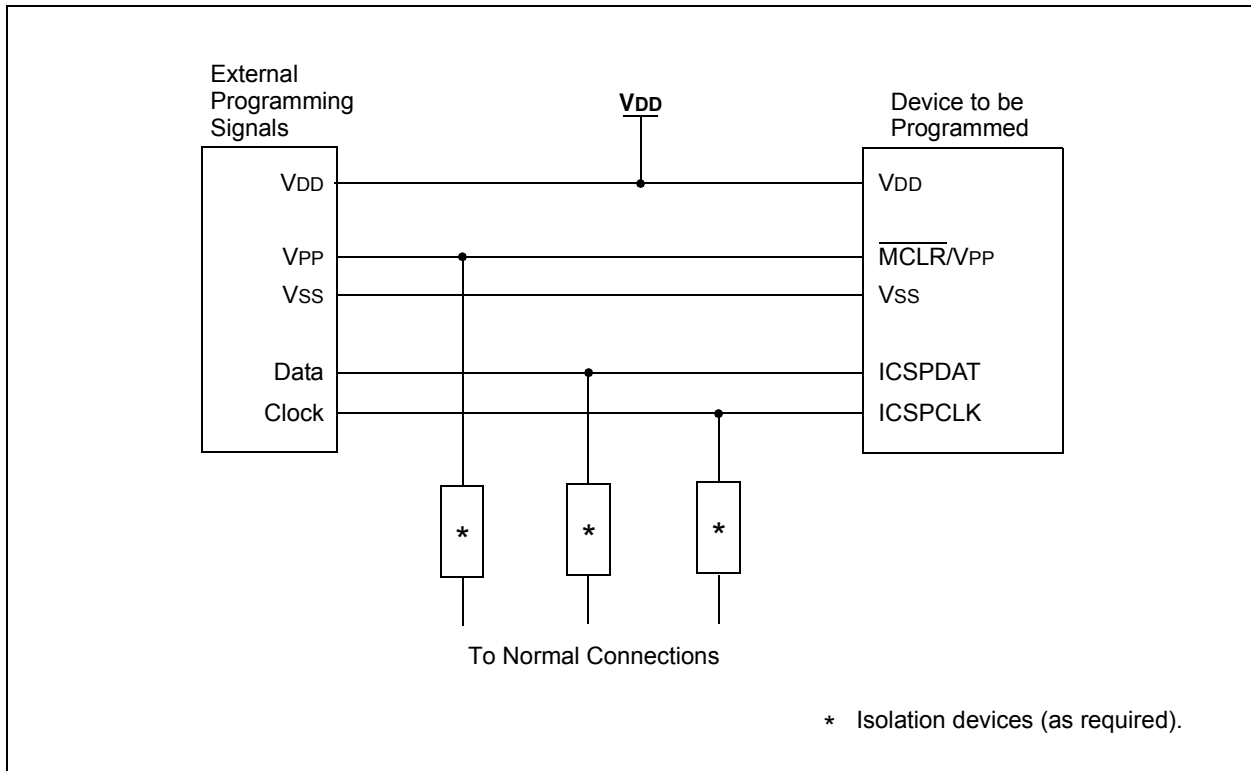 External
Programming
Signals
VDD
Device to be
Programmed
VDD
VPP
VSS
Data
Clock
VDD
MCLR/VPP
VSS
ICSPDAT
ICSPCLK
*
*
*
To Normal Connections
* Isolation devices (as required).